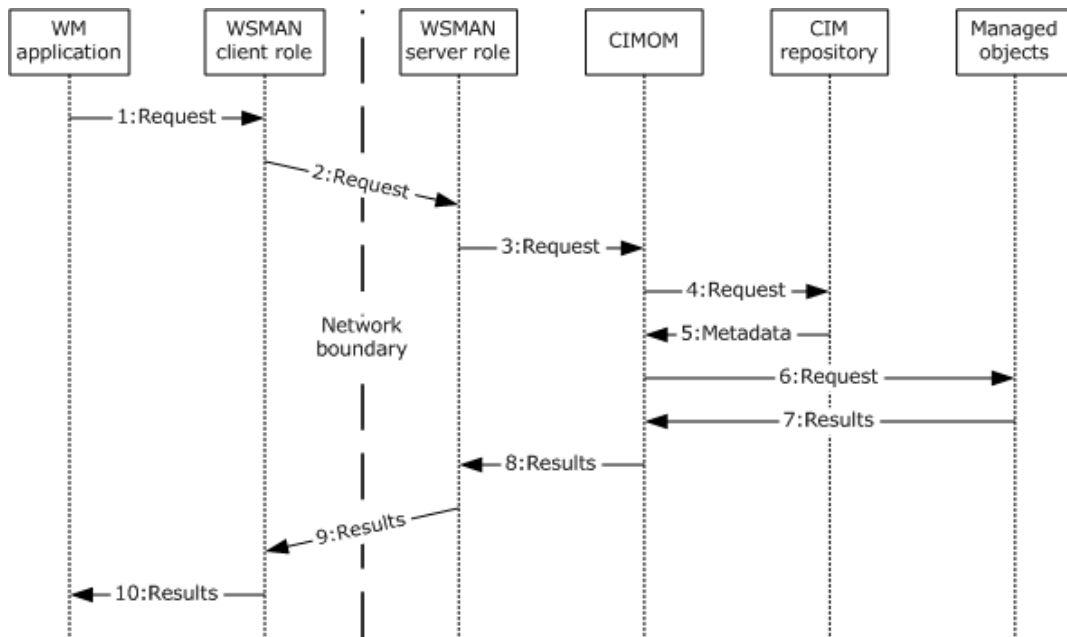 WM
application
WSMAN
client role
WSMAN
server role
CIMOM
CIM
repository
Managed
objects
1:Request
2:Request
3:Request
4:Request
Network
boundary
5:Metadata
6:Request
7:Results
8:Results
9:Results
10:Results